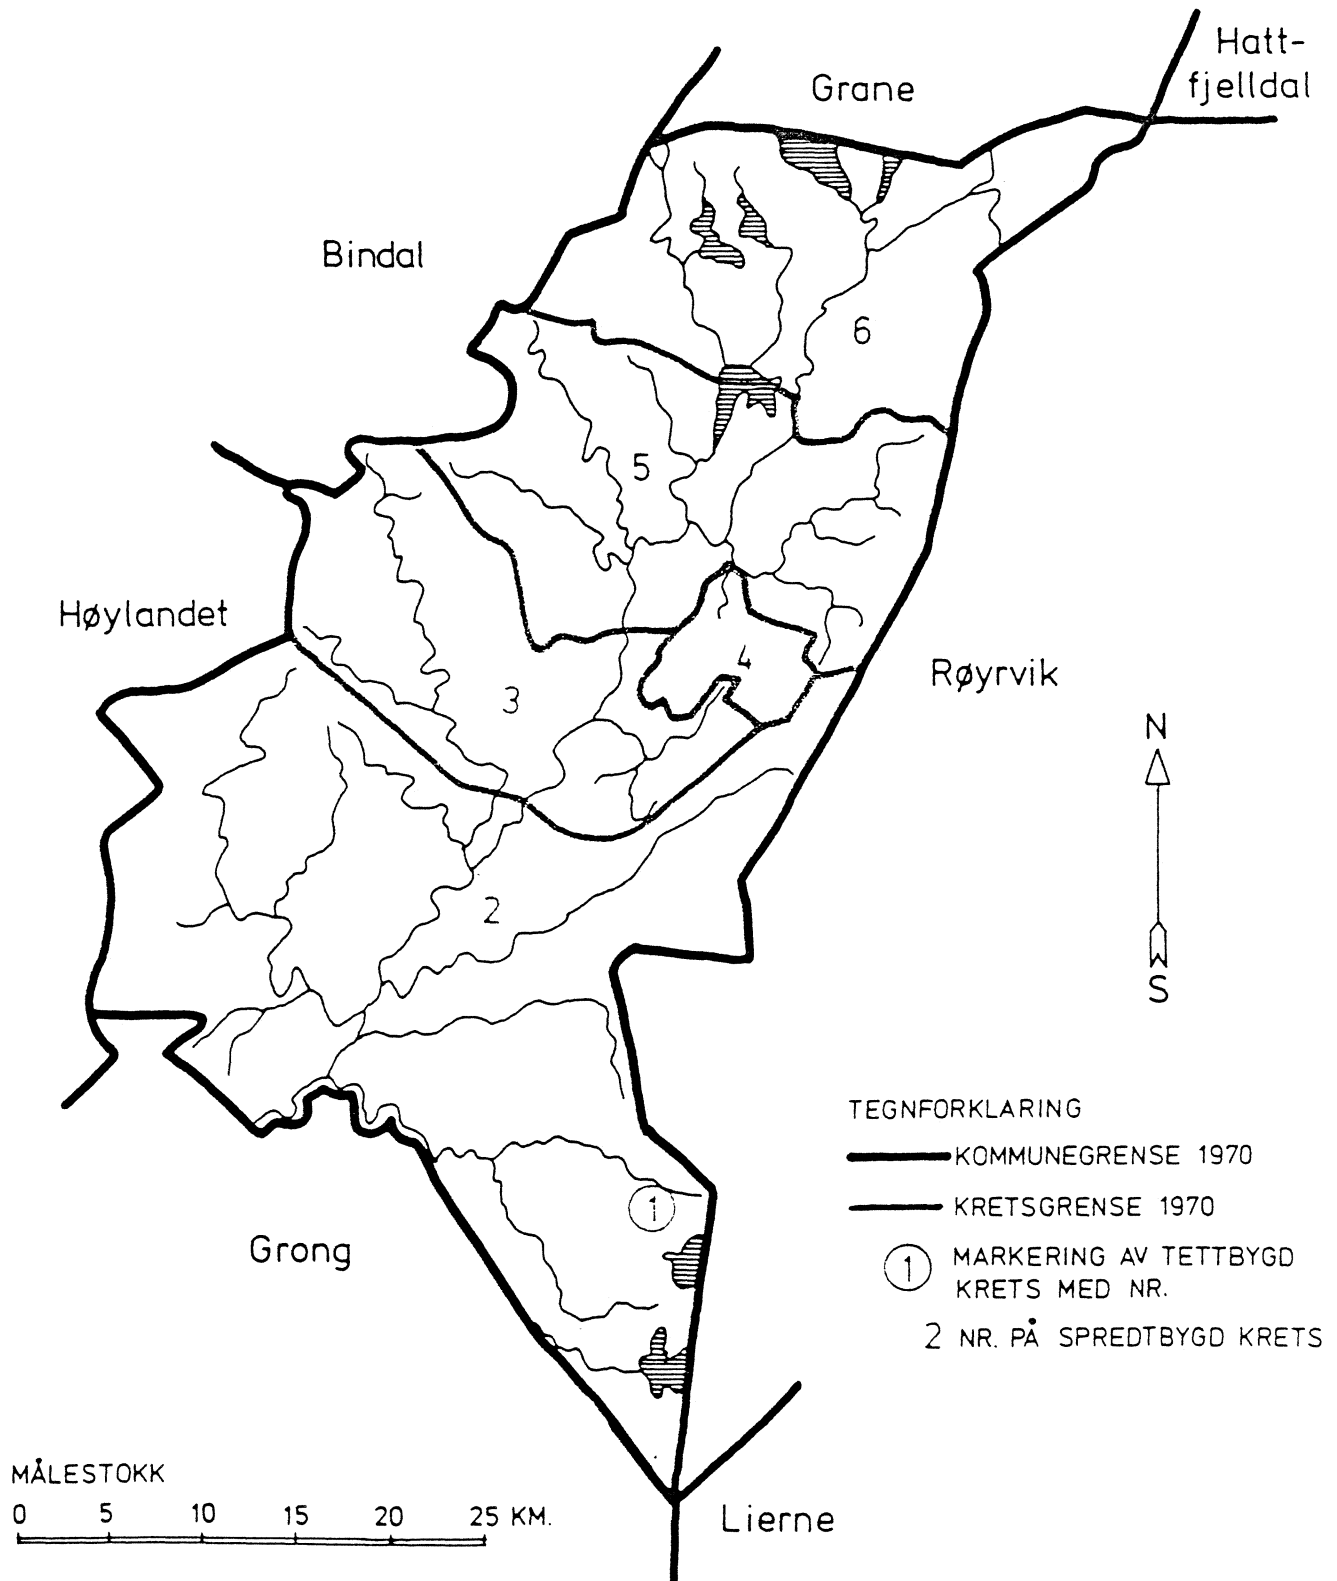 Hatt-
fjelldal
Grane
Bindal
6
5
Høylandet
4
Røyrvik
3
N
2
S
TEGNFORKLARING
KOMMUNEGRENSE 1970
KRETSGRENSE 1970
1
Grong
1 MARKERING AV TETTBYGD
KRETS MED NR.
2 NR. PÅ SPREDTBYGD KRETS
MÅLESTOKK
0 5 10 15 20 25 KM.
Lierne